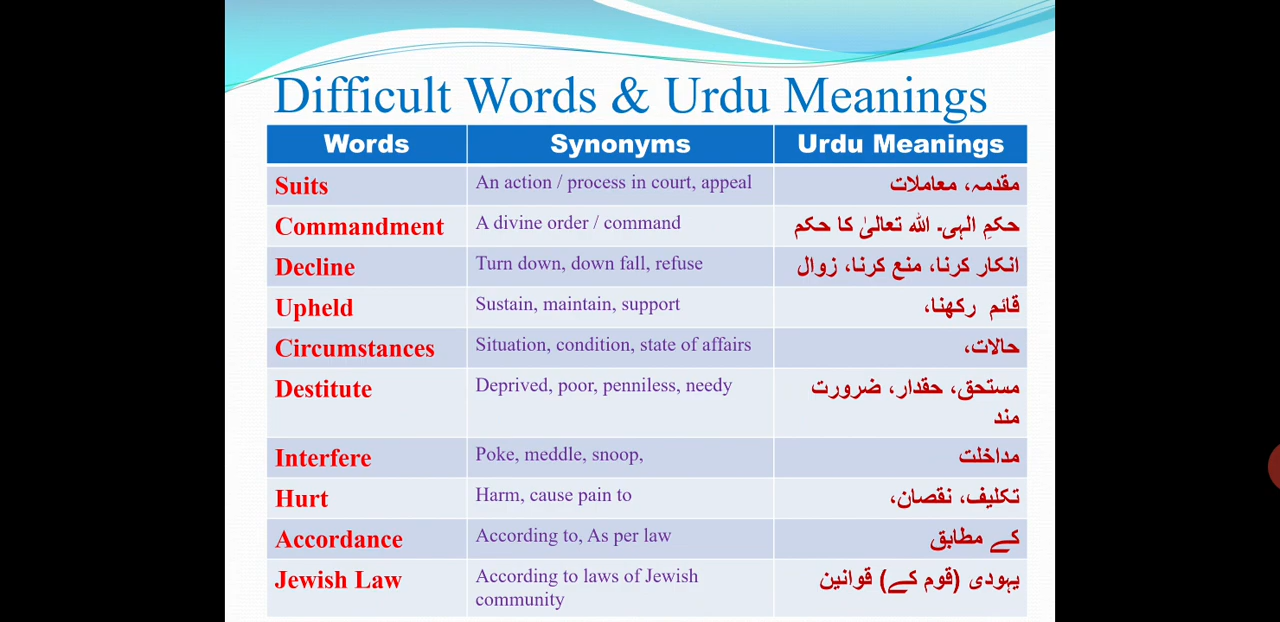 Difficult Words & Urdu Meanings
Words Synonyms Urdu Meanings
Suits An action / process in court, appeal مقدمہ، معاملات
Commandment A divine order / command حکمِ الہی۔ اللہ تعالیٰ کا حکم
Decline Turn down, down fall, refuse انکار کرنا، منع کرنا، زوال
Upheld Sustain, maintain, support قائم رکھنا،
Circumstances Situation, condition, state of affairs حالات،
Destitute Deprived, poor, penniless, needy مستحق، حقدار، ضرورت
مند
Interfere Poke, meddle, snoop, مداخلت
Hurt Harm, cause pain to تکلیف، نقصان،
Accordance According to, As per law کے مطابق
Jewish Law According to laws of Jewish یہودی (قوم کے) قوانین
community